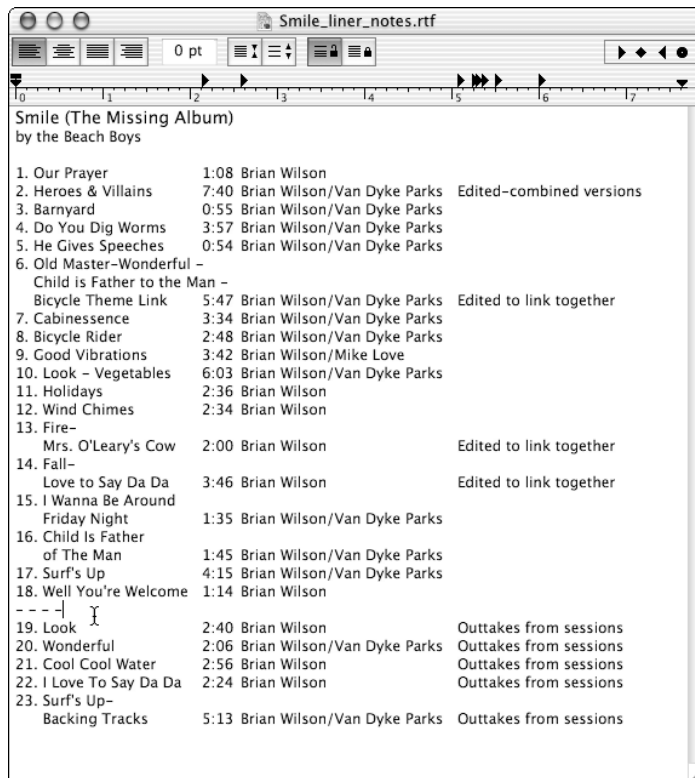 Smile_liner_notes.rtf
0 pt
0 1 2 3 4 5 6 7
Smile (The Missing Album)
by the Beach Boys
1. Our Prayer 1:08 Brian Wilson
2. Heroes & Villains 7:40 Brian Wilson/Van Dyke Parks Edited-combined versions
3. Barnyard 0:55 Brian Wilson/Van Dyke Parks
4. Do You Dig Worms 3:57 Brian Wilson/Van Dyke Parks
5. He Gives Speeches 0:54 Brian Wilson/Van Dyke Parks
6. Old Master-Wonderful –
Child is Father to the Man –
Bicycle Theme Link 5:47 Brian Wilson/Van Dyke Parks Edited to link together
7. Cabinessence 3:34 Brian Wilson/Van Dyke Parks
8. Bicycle Rider 2:48 Brian Wilson/Van Dyke Parks
9. Good Vibrations 3:42 Brian Wilson/Mike Love
10. Look – Vegetables 6:03 Brian Wilson/Van Dyke Parks
11. Holidays 2:36 Brian Wilson
12. Wind Chimes 2:34 Brian Wilson
13. Fire–
Mrs. O'Leary's Cow 2:00 Brian Wilson Edited to link together
14. Fall–
Love to Say Da Da 3:46 Brian Wilson Edited to link together
15. I Wanna Be Around
Friday Night 1:35 Brian Wilson/Van Dyke Parks
16. Child Is Father
of The Man 1:45 Brian Wilson/Van Dyke Parks
17. Surf's Up 4:15 Brian Wilson/Van Dyke Parks
18. Well You're Welcome 1:14 Brian Wilson
- - - -
19. Look 2:40 Brian Wilson Outtakes from sessions
20. Wonderful 2:06 Brian Wilson/Van Dyke Parks Outtakes from sessions
21. Cool Cool Water 2:56 Brian Wilson Outtakes from sessions
22. I Love To Say Da Da 2:24 Brian Wilson Outtakes from sessions
23. Surf's Up–
Backing Tracks 5:13 Brian Wilson/Van Dyke Parks Outtakes from sessions